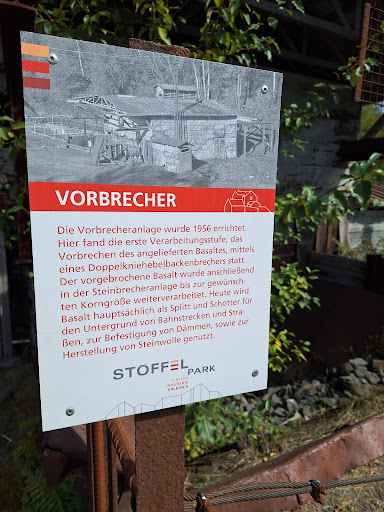 VORBRECHER
Die Vorbrecheranlage wurde 1956 errichtet.
Hier fand die erste Verarbeitungsstufe, das
Vorbrechen des angelieferten Basaltes, mittels
eines Doppelkniehebelbackenbrechers statt.
Der vorgebrochene Basalt wurde anschließend
in der Steinbrecheranlage bis zur gewünsch-
ten Korngröße weiterverarbeitet. Heute wird
Basalt hauptsächlich als Splitt und Schotter für
den Untergrund von Bahnstrecken und Stra-
ßen, zur Befestigung von Dämmen, sowie zur
Herstellung von Steinwolle genutzt.
STÖFFEL PARK